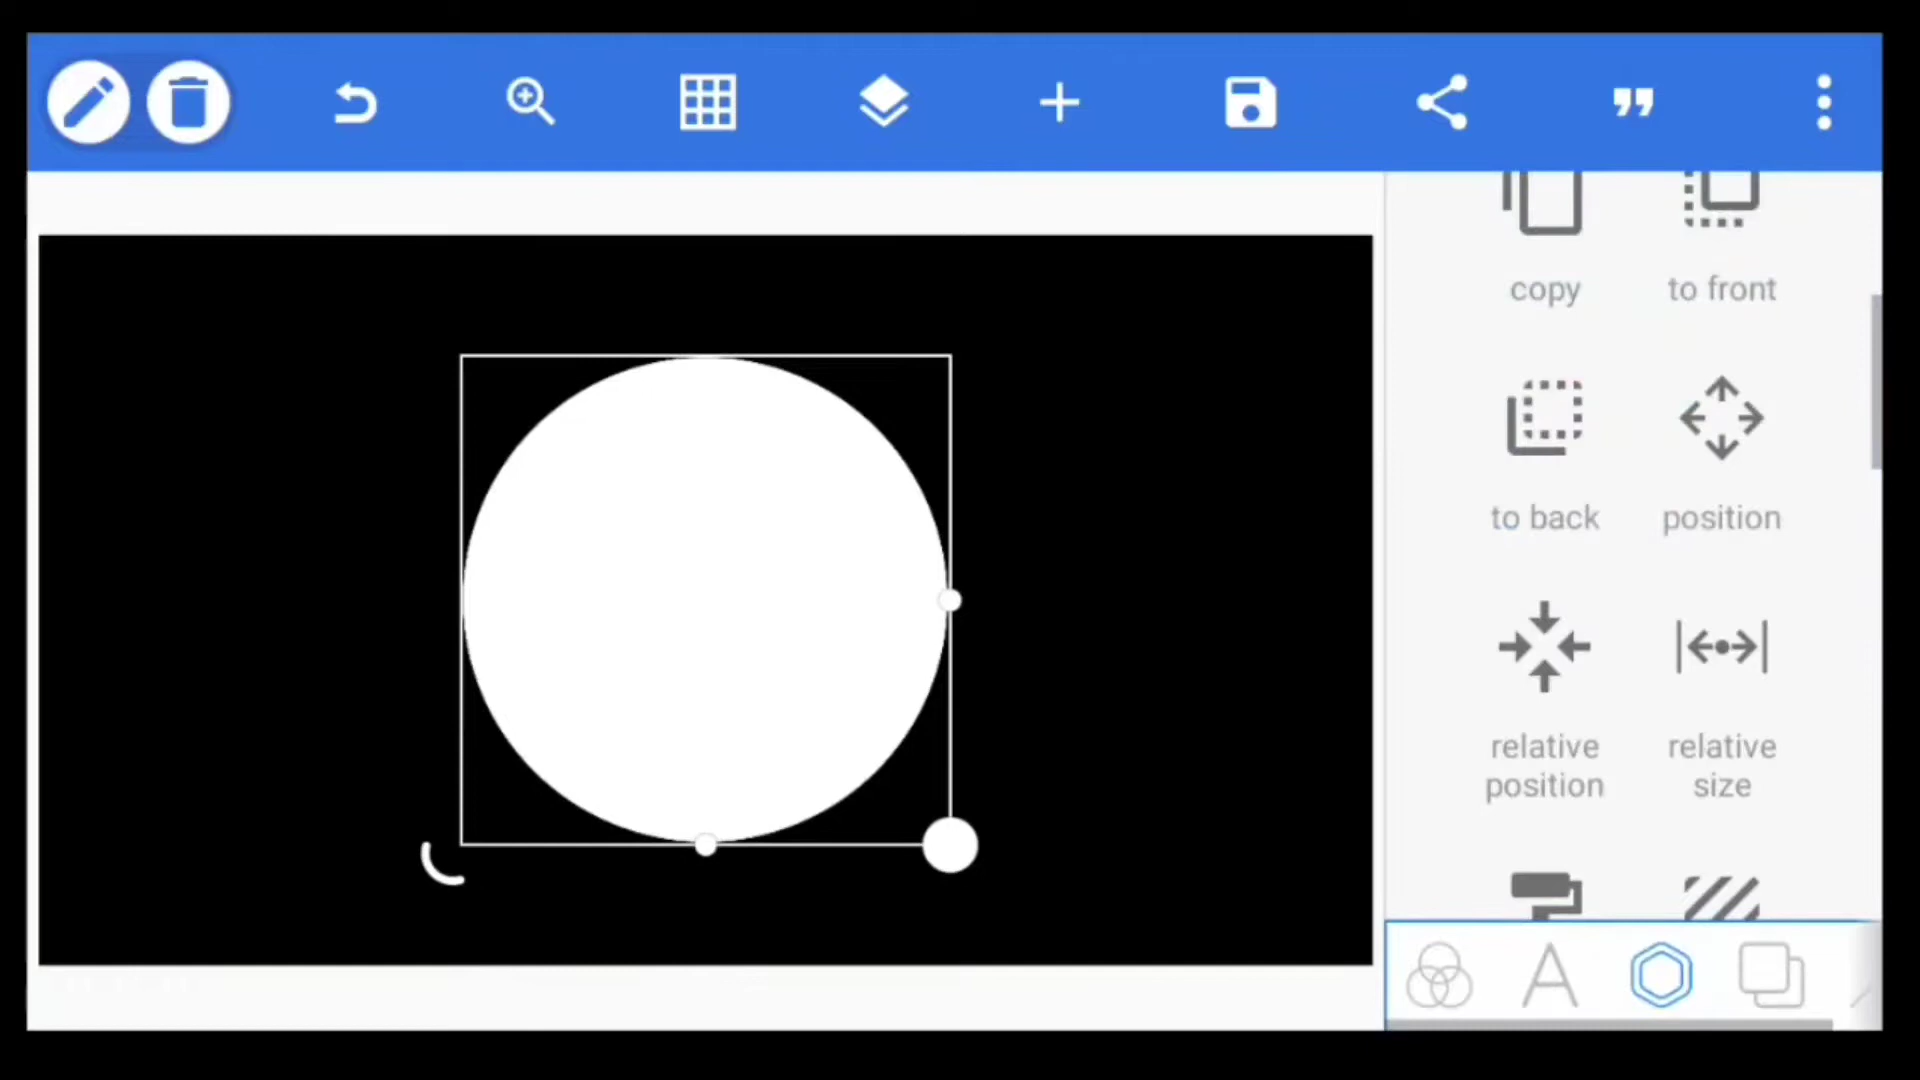 copy
to front
to back
position
relative
position
relative
size